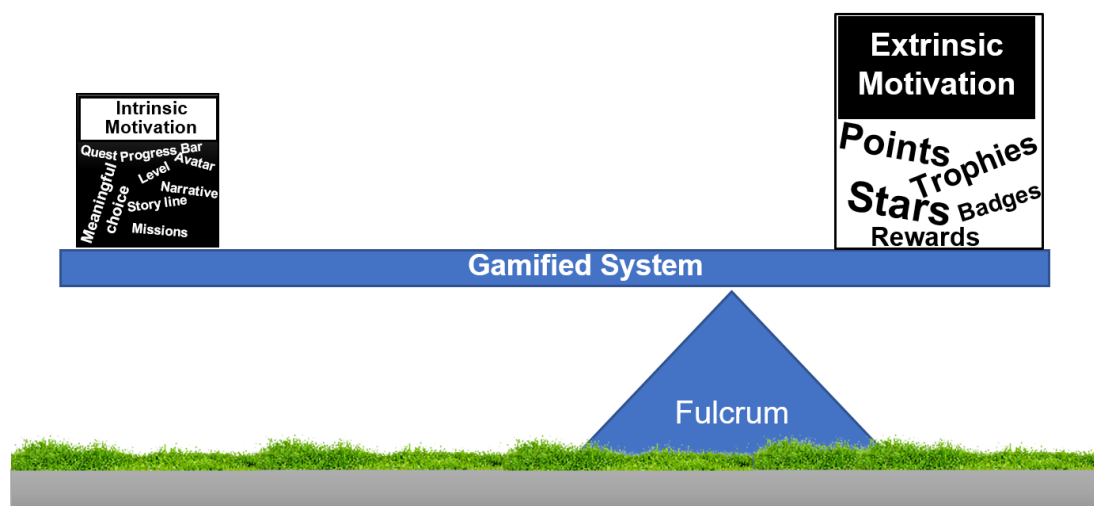 Intrinsic
Motivation
Quest Progress Bar
Avatar
Level
Meaningful
choice
Narrative
Story line
Missions
Extrinsic
Motivation
Points
Trophies
Stars
Badges
Rewards
Gamified System
Fulcrum